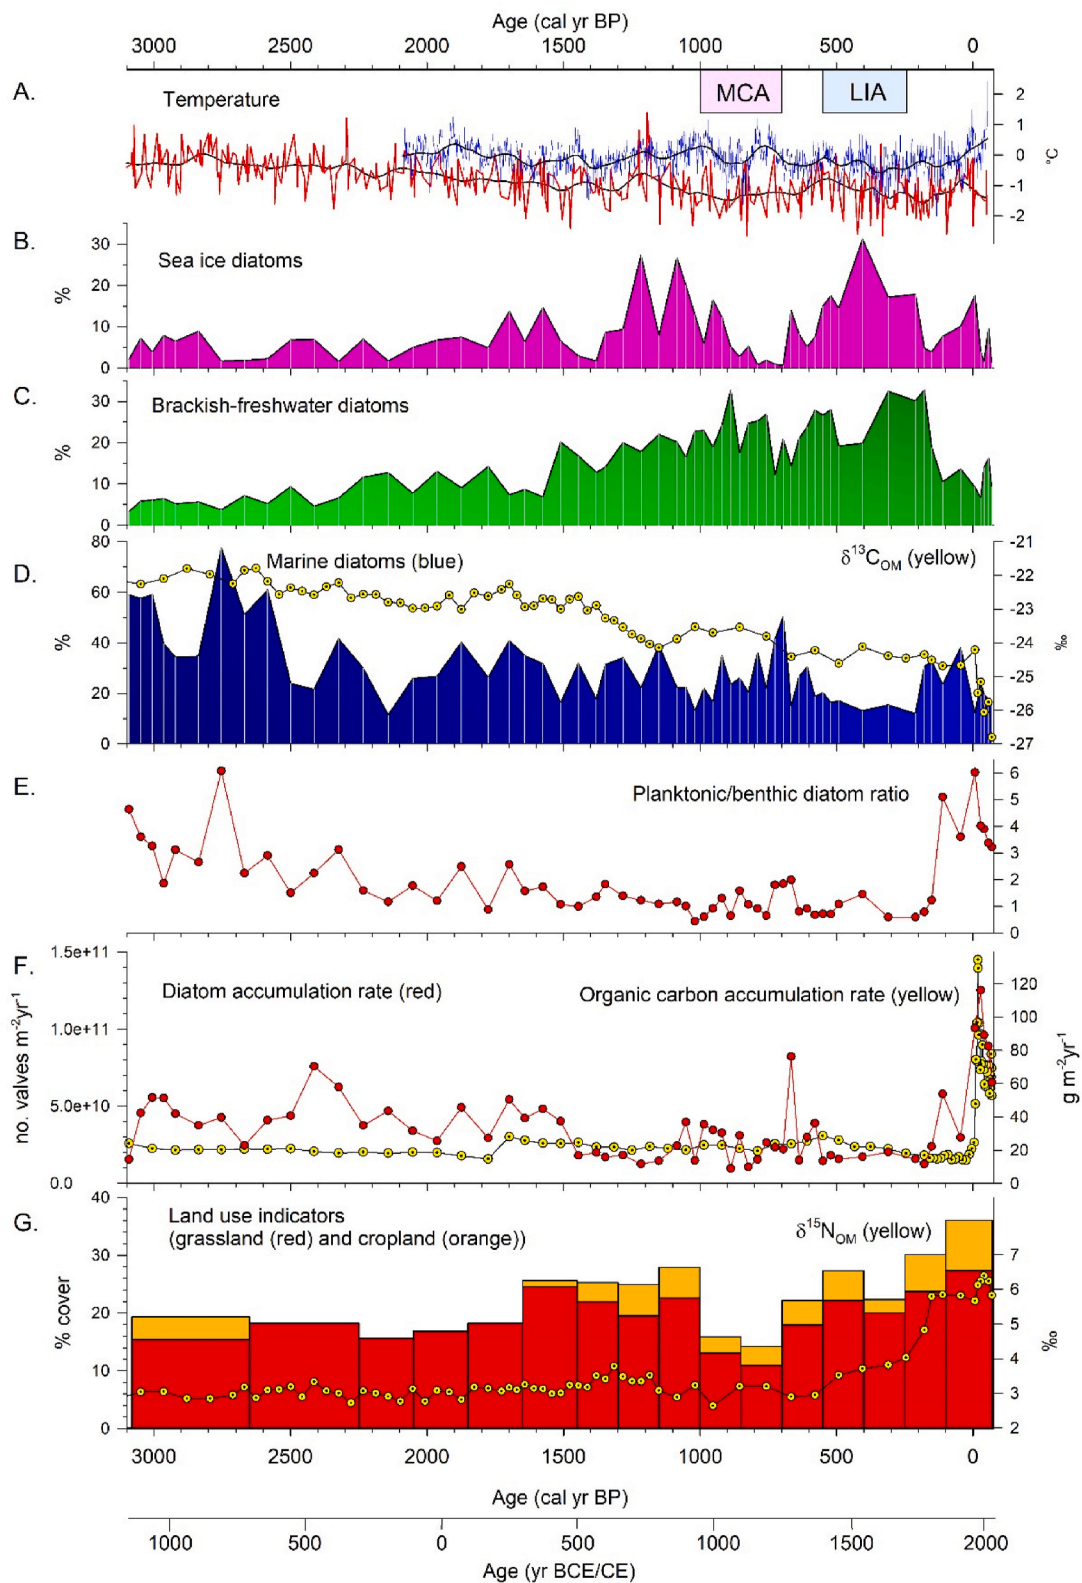 Age (cal yr BP)
3000 2500 2000 1500 1000 500 0
A.
Temperature
MCA
LIA
2
1
0
-1
-2
°C
B.
Sea ice diatoms
30
20
10
0
%
C.
Brackish-freshwater diatoms
30
20
10
0
%
D.
Marine diatoms (blue)
δ13COM (yellow)
80
60
40
20
0
%
-21
-22
-23
-24
-25
-26
-27
‰
E.
Planktonic/benthic diatom ratio
6
5
4
3
2
1
0
F.
Diatom accumulation rate (red)
Organic carbon accumulation rate (yellow)
1.5e+11
1.0e+11
5.0e+10
0.0
no. valves m-2yr-1
120
100
80
60
40
20
0
g m-2yr-1
G.
Land use indicators
(grassland (red) and cropland (orange))
δ15NOM (yellow)
40
30
20
10
0
% cover
7
6
5
4
3
2
‰
3000 2500 2000 1500 1000 500 0
Age (cal yr BP)
1000 500 0 500 1000 1500 2000
Age (yr BCE/CE)